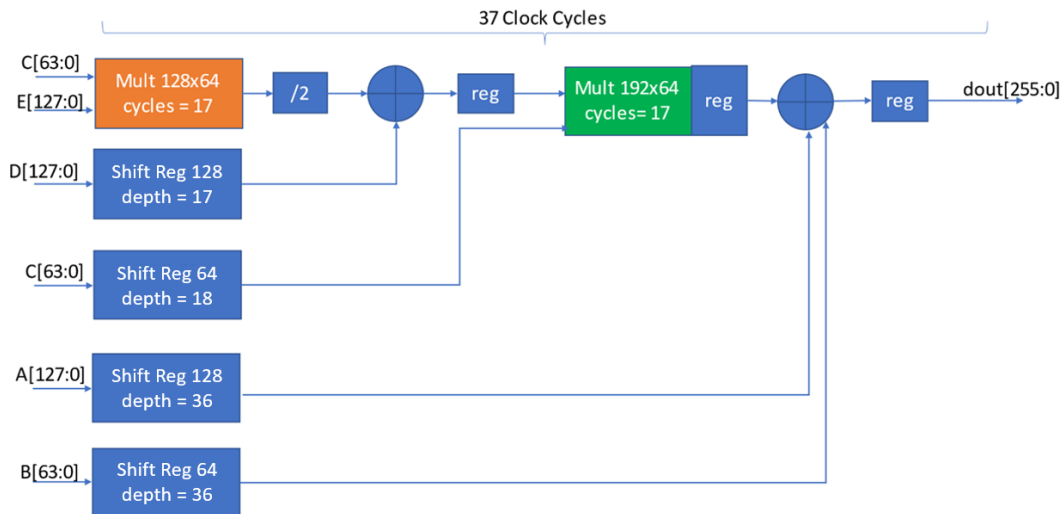 37 Clock Cycles
C[63:0]
E[127:0]
Mult 128x64
cycles = 17
/2
reg
Mult 192x64
cycles= 17
reg
reg
dout[255:0]
D[127:0]
Shift Reg 128
depth = 17
C[63:0]
Shift Reg 64
depth = 18
A[127:0]
Shift Reg 128
depth = 36
B[63:0]
Shift Reg 64
depth = 36